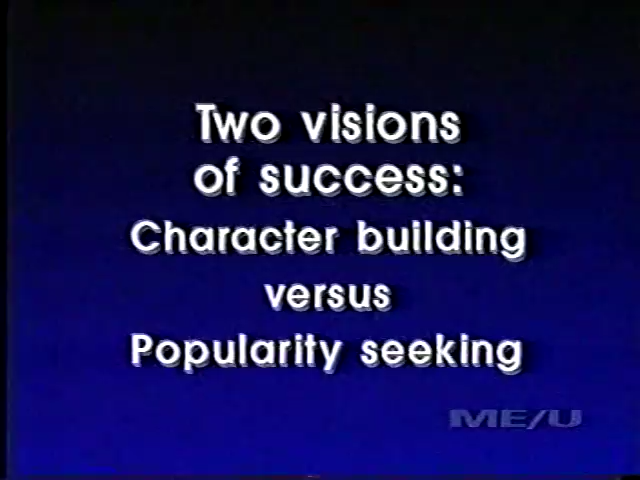 Two visions
of success:
Character building
versus
Popularity seeking
ME/U